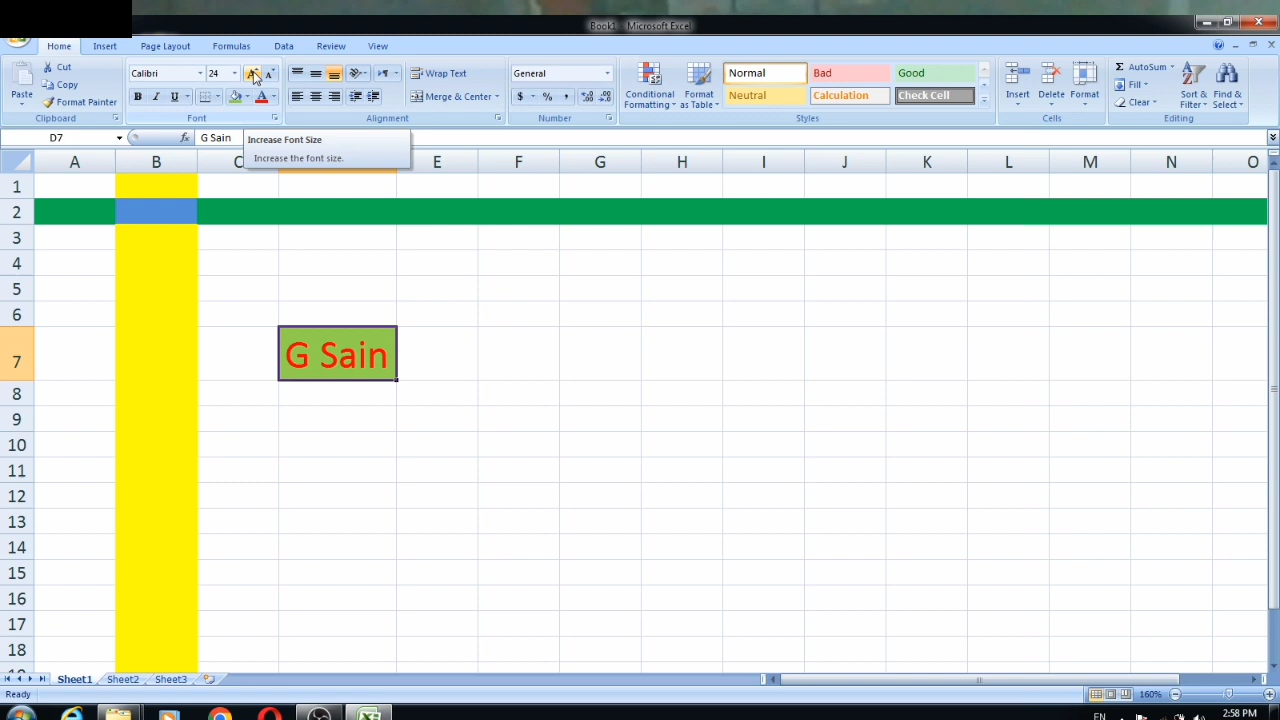 Book1 - Microsoft Excel
Home Insert Page Layout Formulas Data Review View
Paste
Cut
Copy
Format Painter
Clipboard
Calibri 24
B I U
Font
Wrap Text
Merge & Center
Alignment
General
$ % ,
Number
Conditional Formatting
Format as Table
Normal Bad Good
Neutral Calculation Check Cell
Styles
Insert Delete Format
Cells
Σ AutoSum
Fill
Clear
Sort & Filter
Find & Select
Editing
D7 fx G Sain
Increase Font Size
Increase the font size.
A B C E F G H I J K L M N O
1
2
3
4
5
6
7 G Sain
8
9
10
11
12
13
14
15
16
17
18
Sheet1 Sheet2 Sheet3
Ready 160%
EN 2:58 PM